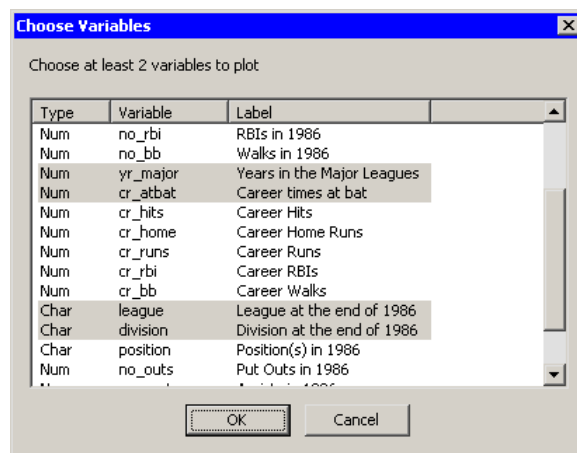 Choose Variables
Choose at least 2 variables to plot
Type Variable Label
Num no_rbi RBIs in 1986
Num no_bb Walks in 1986
Num yr_major Years in the Major Leagues
Num cr_atbat Career times at bat
Num cr_hits Career Hits
Num cr_home Career Home Runs
Num cr_runs Career Runs
Num cr_rbi Career RBIs
Num cr_bb Career Walks
Char league League at the end of 1986
Char division Division at the end of 1986
Char position Position(s) in 1986
Num no_outs Put Outs in 1986
OK Cancel